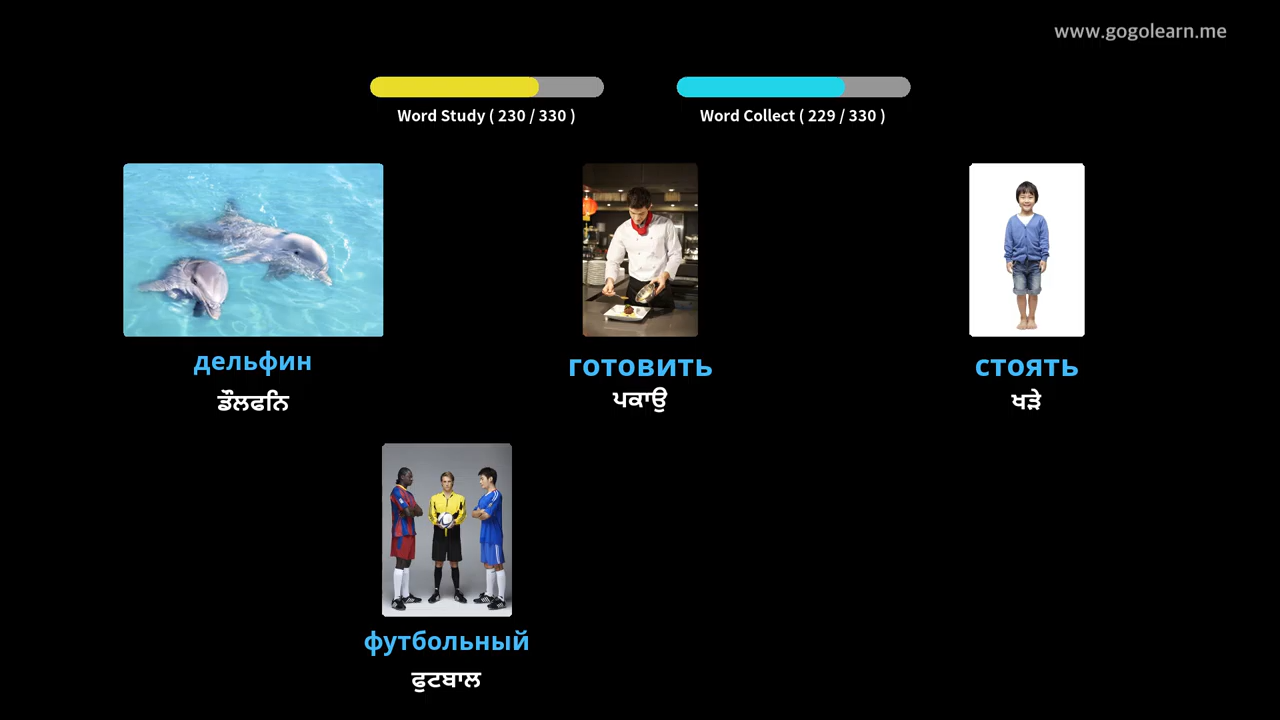 www.gogolearn.me
Word Study ( 230 / 330 )
Word Collect ( 229 / 330 )
дельфин
готовить
стоять
ਡੌਲਫਨਿ
ਪਕਾਉ
ਖੜੇ
футбольный
ਫੁਟਬਾਲ